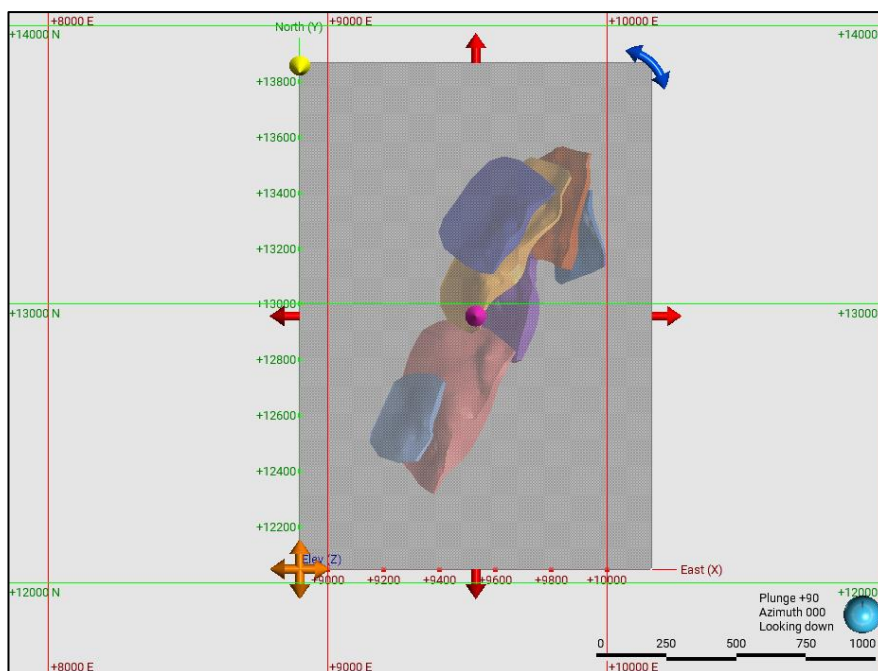 +8000 E
+9000 E
+10000 E
North (Y)
+14000 N
+14000
+13800
+13600
+13400
+13200
+13000
+13000 N
+13000
+12800
+12600
+12400
+12200
Elev (Z)
+9000
+9200
+9400
+9600
+9800
+10000
East (X)
+12000 N
+12000
Plunge +90
Azimuth 000
Looking down
0
250
500
750
1000
+8000 E
+9000 E
+10000 E